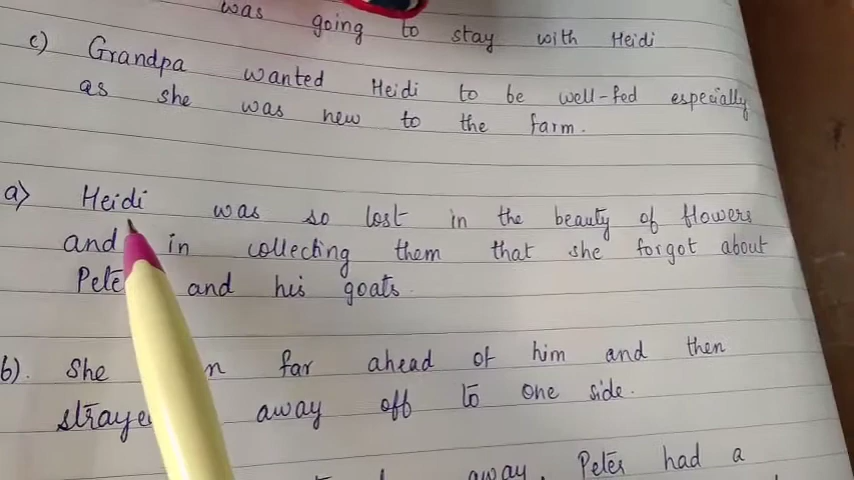 was going to stay with Heidi
c) Grandpa wanted Heidi to be well-fed especially
as she was new to the farm.
a) Heidi was so lost in the beauty of flowers
and in collecting them that she forgot about
Pete and his goats.
b). She far ahead of him and then
away off to one side.
away. Peter had a